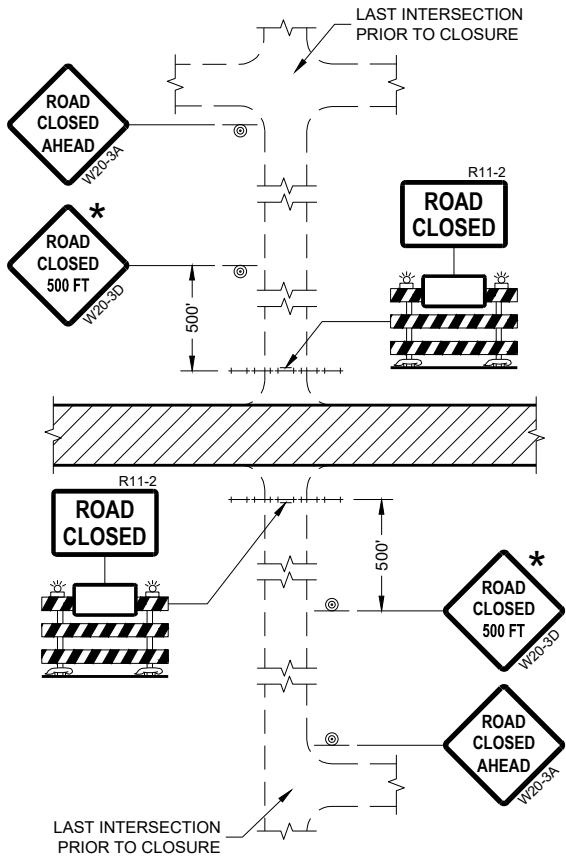 LAST INTERSECTION
PRIOR TO CLOSURE
ROAD
CLOSED
AHEAD
W20-3A
R11-2
ROAD
CLOSED
*
ROAD
CLOSED
500 FT
W20-3D
500'
R11-2
ROAD
CLOSED
500'
*
ROAD
CLOSED
500 FT
W20-3D
ROAD
CLOSED
AHEAD
W20-3A
LAST INTERSECTION
PRIOR TO CLOSURE